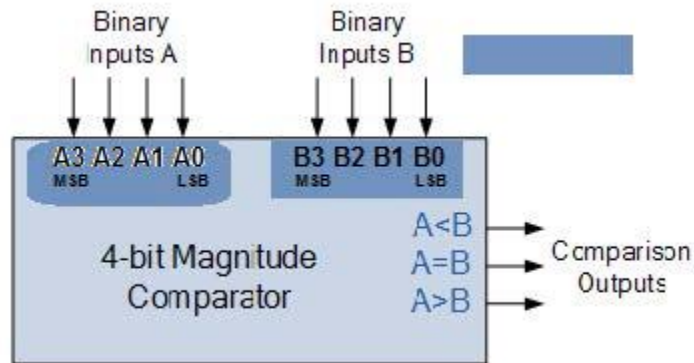 Binary
Inputs A
Binary
Inputs B
A3 A2 A1 A0
MSB LSB
B3 B2 B1 B0
MSB LSB
A<B
A=B
A>B
4-bit Magnitude
Comparator
Comparison
Outputs